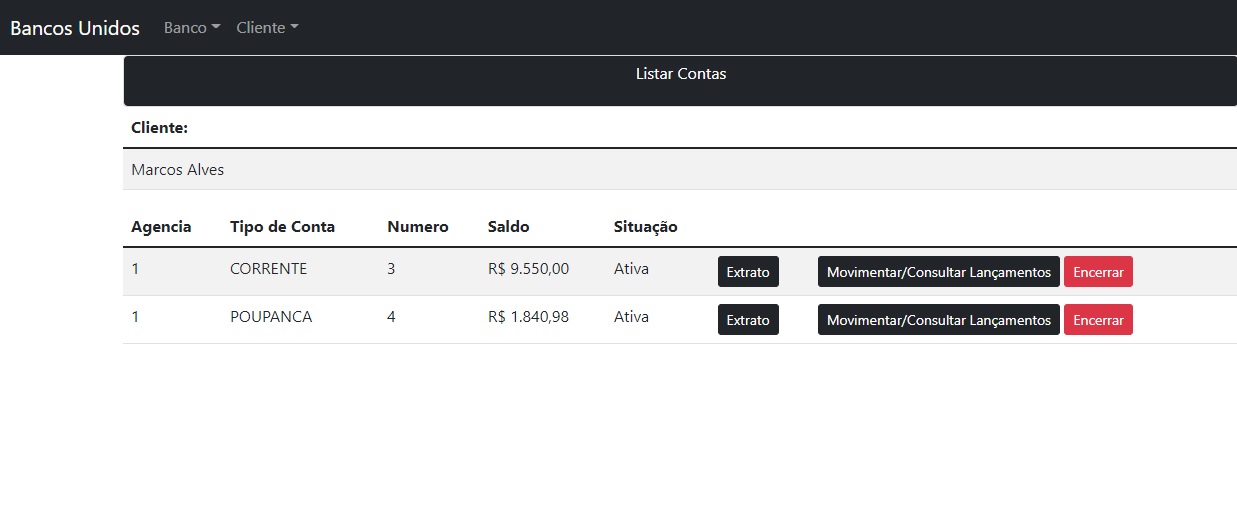 Bancos Unidos Banco Cliente
Listar Contas
Cliente:
Marcos Alves
Agencia Tipo de Conta Numero Saldo Situação
1 CORRENTE 3 R$ 9.550,00 Ativa Extrato Movimentar/Consultar Lançamentos Encerrar
1 POUPANCA 4 R$ 1.840,98 Ativa Extrato Movimentar/Consultar Lançamentos Encerrar